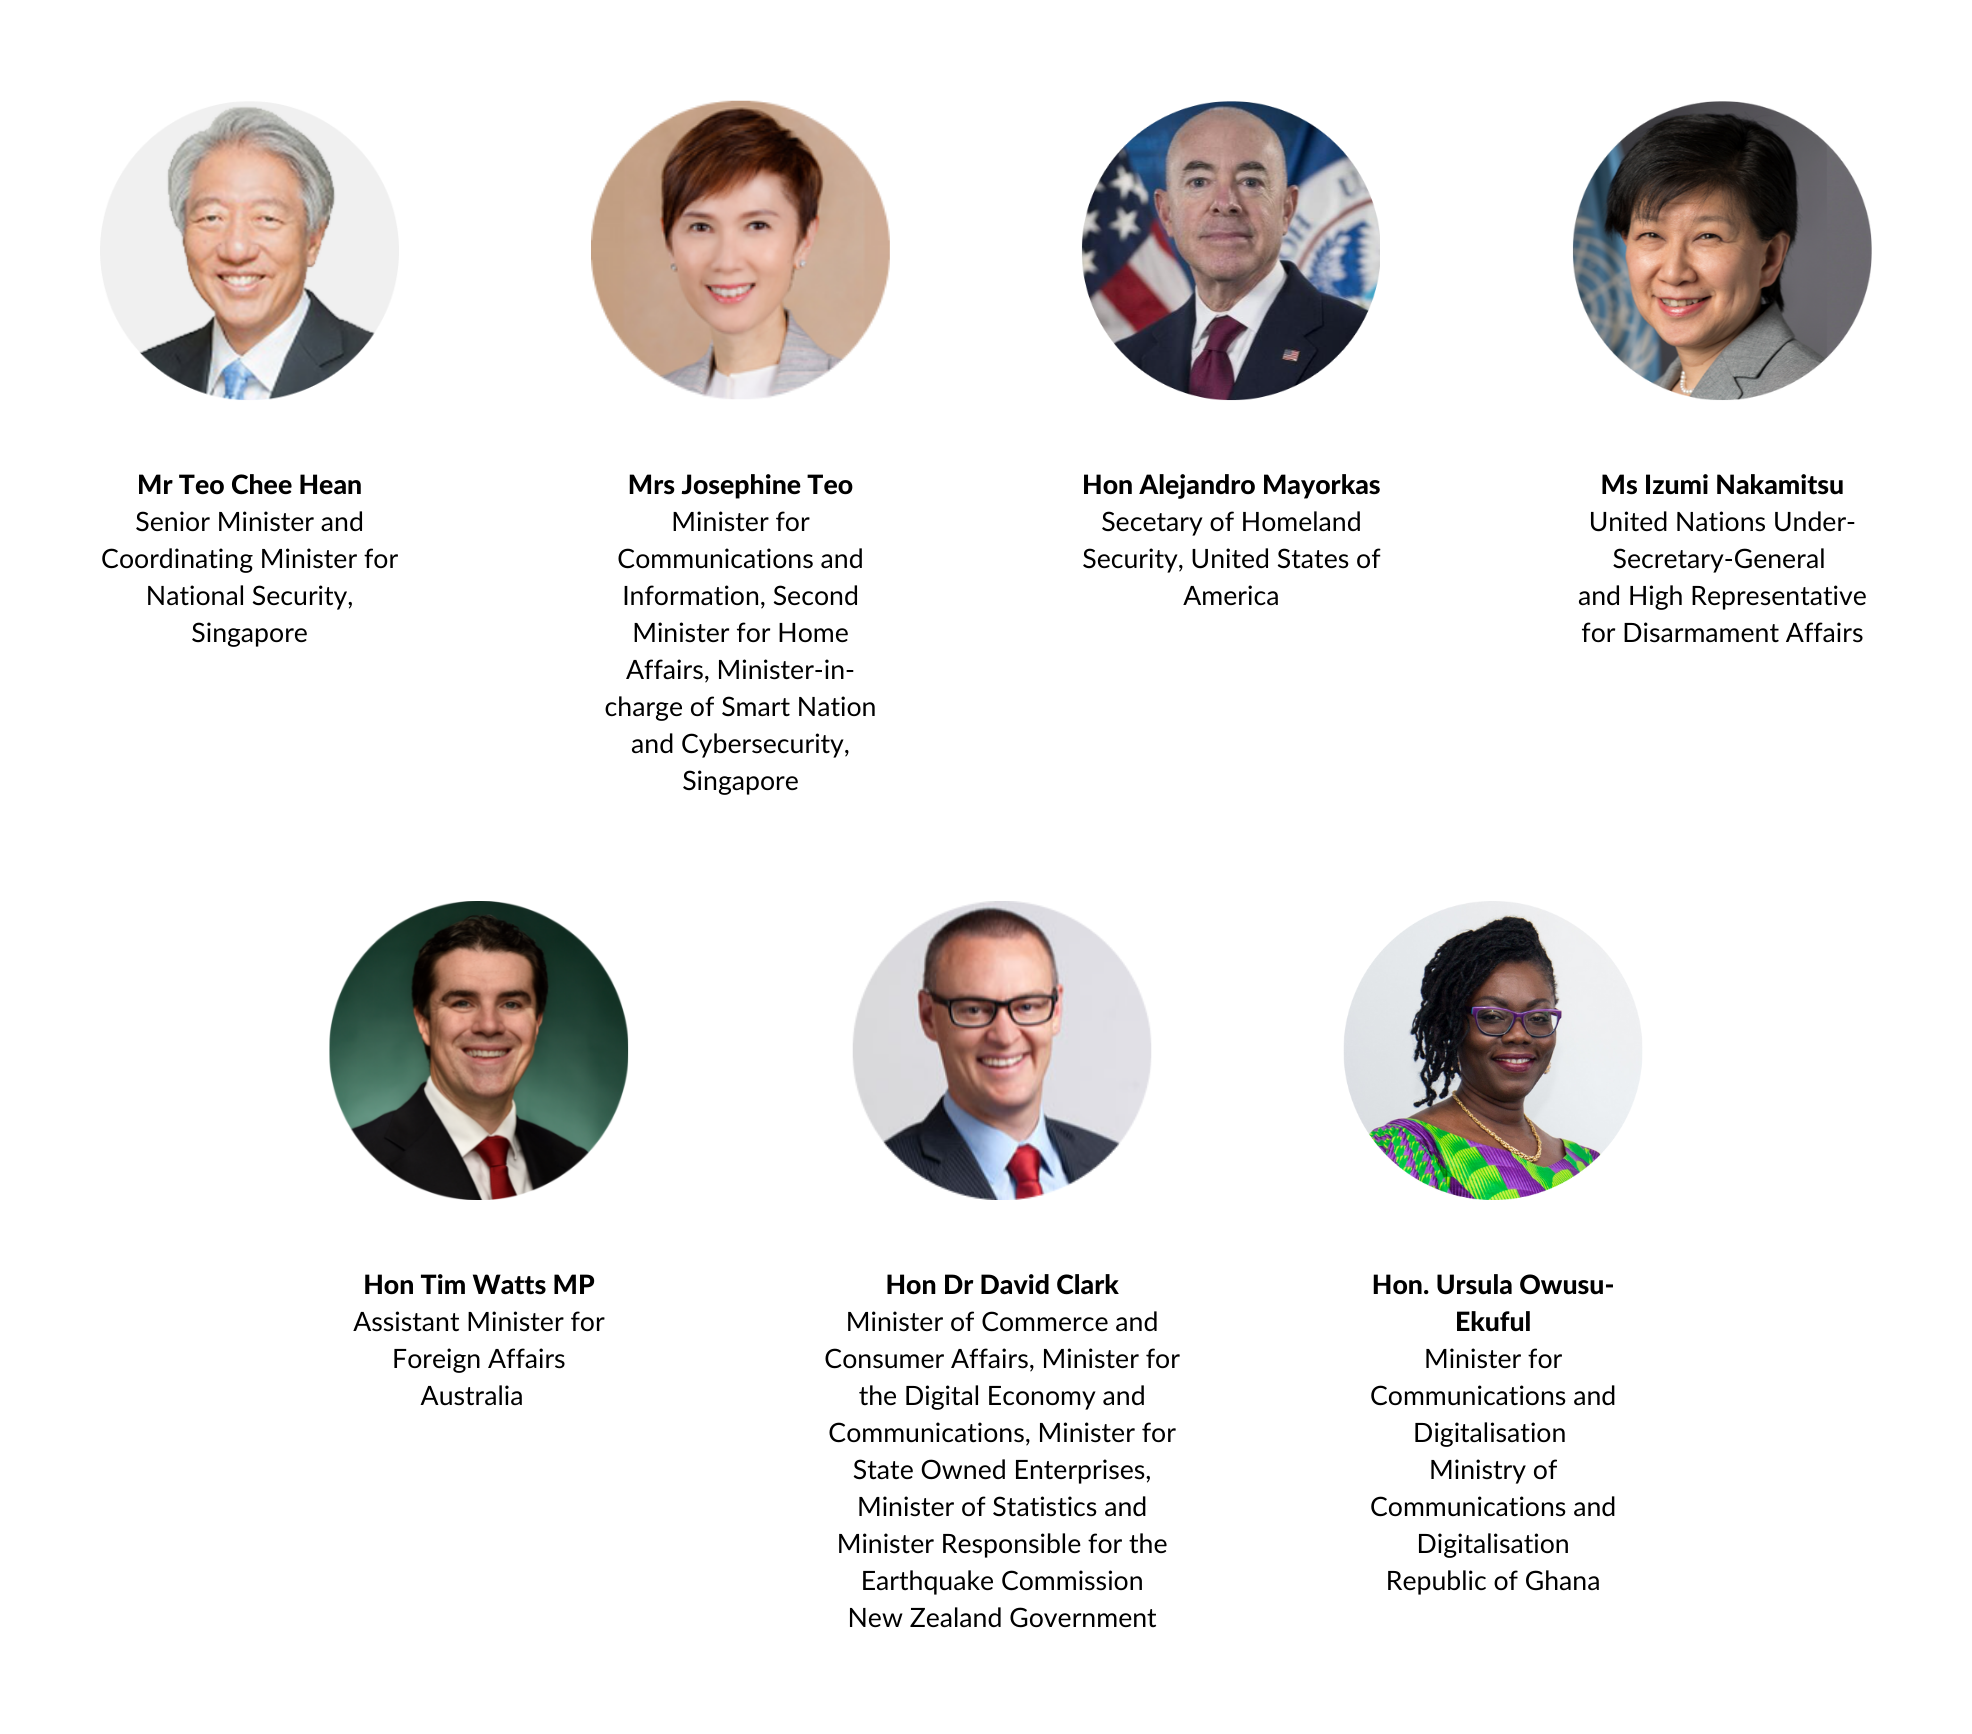 Mr Teo Chee Hean
Senior Minister and
Coordinating Minister for
National Security,
Singapore
Mrs Josephine Teo
Minister for
Communications and
Information, Second
Minister for Home
Affairs, Minister-in-
charge of Smart Nation
and Cybersecurity,
Singapore
Hon Alejandro Mayorkas
Secetary of Homeland
Security, United States of
America
Ms Izumi Nakamitsu
United Nations Under-
Secretary-General
and High Representative
for Disarmament Affairs
Hon Tim Watts MP
Assistant Minister for
Foreign Affairs
Australia
Hon Dr David Clark
Minister of Commerce and
Consumer Affairs, Minister for
the Digital Economy and
Communications, Minister for
State Owned Enterprises,
Minister of Statistics and
Minister Responsible for the
Earthquake Commission
New Zealand Government
Hon. Ursula Owusu-
Ekuful
Minister for
Communications and
Digitalisation
Ministry of
Communications and
Digitalisation
Republic of Ghana